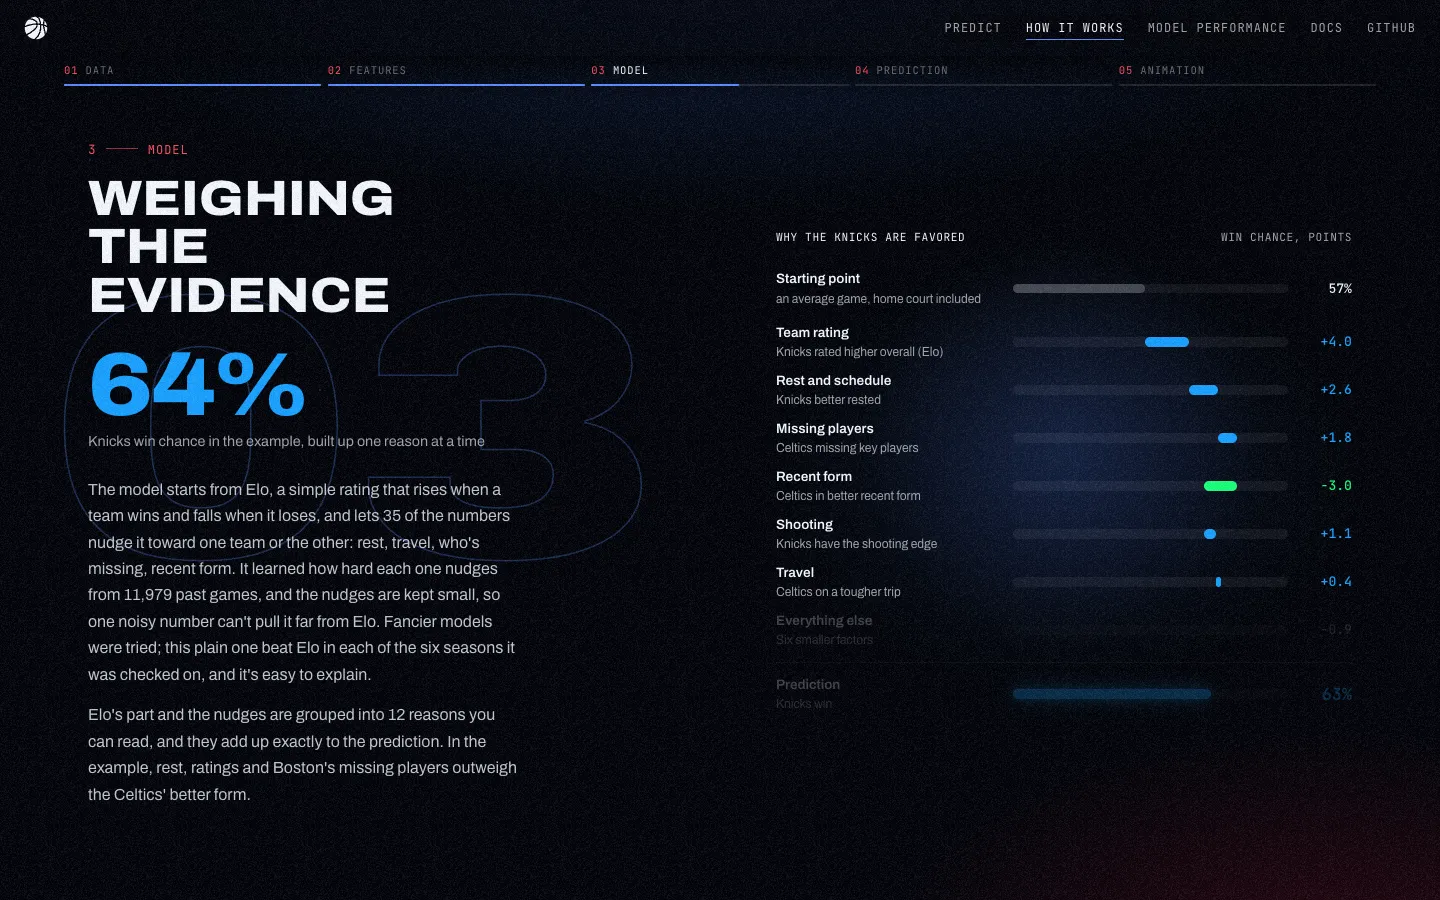 PREDICT HOW IT WORKS MODEL PERFORMANCE DOCS GITHUB
01 DATA 02 FEATURES 03 MODEL 04 PREDICTION 05 ANIMATION
3 MODEL
WEIGHING
THE
EVIDENCE
03
64%
Knicks win chance in the example, built up one reason at a time
The model starts from Elo, a simple rating that rises when a
team wins and falls when it loses, and lets 35 of the numbers
nudge it toward one team or the other: rest, travel, who's
missing, recent form. It learned how hard each one nudges
from 11,979 past games, and the nudges are kept small, so
one noisy number can't pull it far from Elo. Fancier models
were tried; this plain one beat Elo in each of the six seasons it
was checked on, and it's easy to explain.
Elo's part and the nudges are grouped into 12 reasons you
can read, and they add up exactly to the prediction. In the
example, rest, ratings and Boston's missing players outweigh
the Celtics' better form.
WHY THE KNICKS ARE FAVORED WIN CHANCE, POINTS
Starting point
an average game, home court included
57%
Team rating
Knicks rated higher overall (Elo)
+4.0
Rest and schedule
Knicks better rested
+2.6
Missing players
Celtics missing key players
+1.8
Recent form
Celtics in better recent form
-3.0
Shooting
Knicks have the shooting edge
+1.1
Travel
Celtics on a tougher trip
+0.4
Everything else
Six smaller factors
-0.9
Prediction
Knicks win
63%